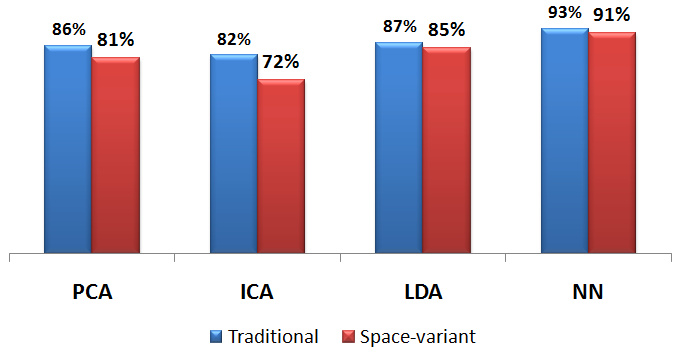 86% 81% 82% 72% 87% 85% 93% 91%
PCA ICA LDA NN
Traditional Space-variant